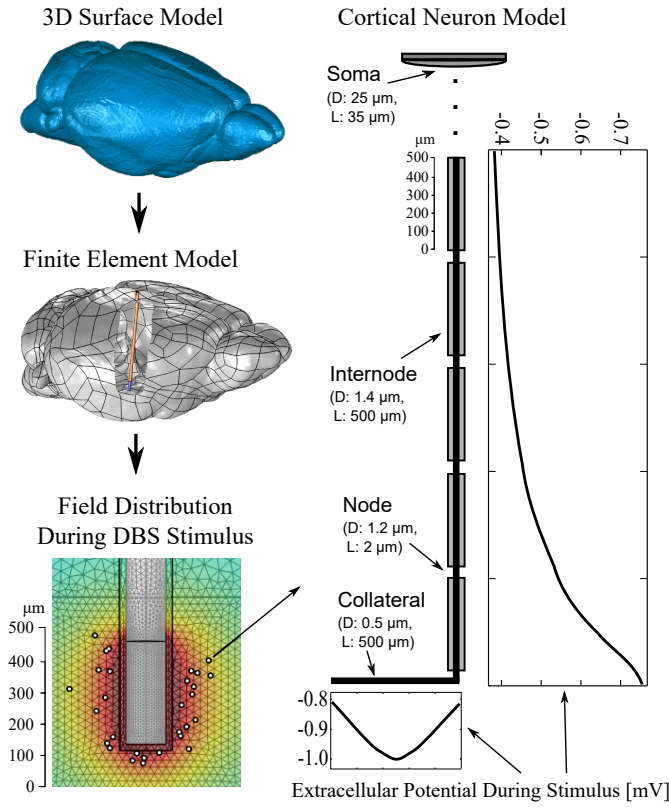 3D Surface Model
Finite Element Model
Field Distribution
During DBS Stimulus
μm
500
400
300
200
100
0
Cortical Neuron Model
Soma
(D: 25 μm,
L: 35 μm)
μm
500
400
300
200
100
0
Internode
(D: 1.4 μm,
L: 500 μm)
Node
(D: 1.2 μm,
L: 2 μm)
Collateral
(D: 0.5 μm,
L: 500 μm)
-0.4 -0.5 -0.6 -0.7
-0.8
-0.9
-1.0
Extracellular Potential During Stimulus [mV]